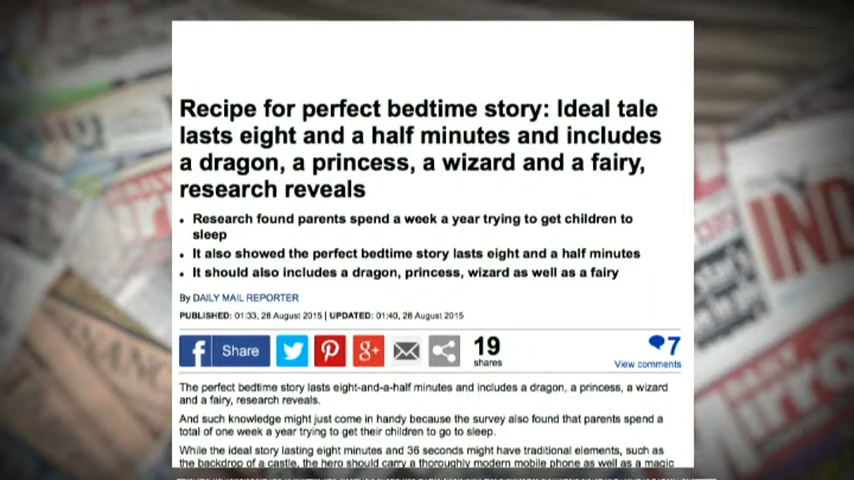 Recipe for perfect bedtime story: Ideal tale
lasts eight and a half minutes and includes
a dragon, a princess, a wizard and a fairy,
research reveals
• Research found parents spend a week a year trying to get children to
sleep
• It also showed the perfect bedtime story lasts eight and a half minutes
• It should also includes a dragon, princess, wizard as well as a fairy
By DAILY MAIL REPORTER
PUBLISHED: 01:33, 28 August 2015 | UPDATED: 01:40, 28 August 2015
f Share 8+ 19 7
shares View comments
The perfect bedtime story lasts eight-and-a-half minutes and includes a dragon, a princess, a wizard
and a fairy, research reveals.
And such knowledge might just come in handy because the survey also found that parents spend a
total of one week a year trying to get their children to go to sleep.
While the ideal story lasting eight minutes and 36 seconds might have traditional elements, such as
the backdrop of a castle, the hero should carry a thoroughly modern mobile phone as well as a magic
IND